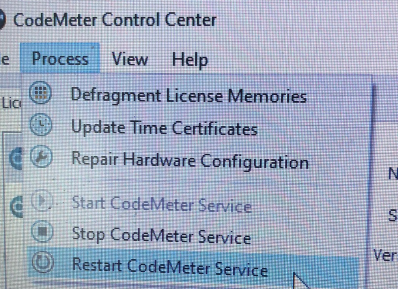 CodeMeter Control Center
e Process View Help
Lic
Defragment License Memories
Update Time Certificates
Repair Hardware Configuration
N
Start CodeMeter Service
S
Stop CodeMeter Service
Ver
Restart CodeMeter Service